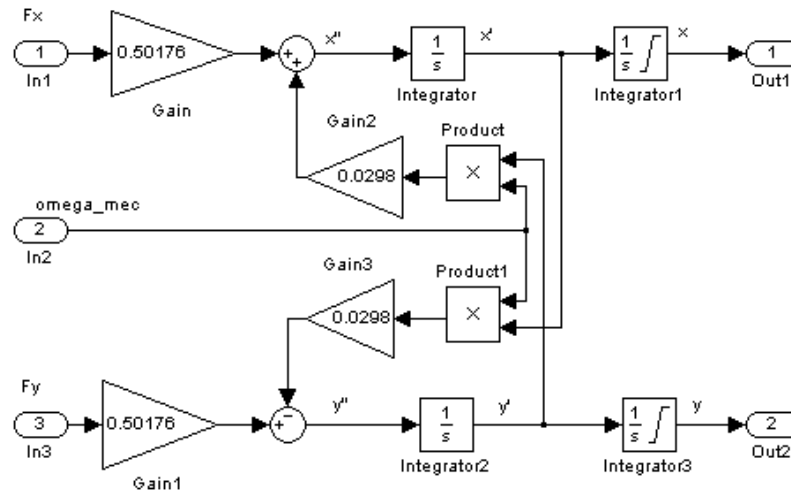 Fx
1
In1
0.50176
Gain
+
+
x''
1
s
Integrator
x'
1
s
Integrator1
x
1
Out1
Gain2
0.0298
Product
×
omega_mec
2
In2
Gain3
0.0298
Product1
×
Fy
3
In3
0.50176
Gain1
+
−
y''
1
s
Integrator2
y'
1
s
Integrator3
y
2
Out2